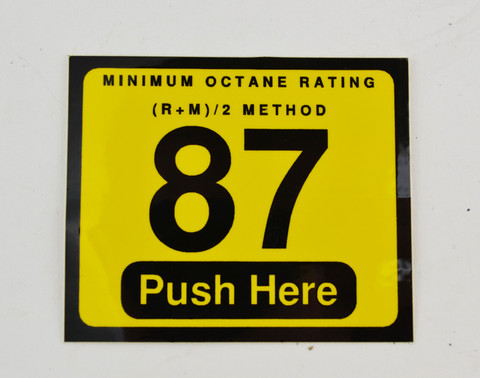 MINIMUM OCTANE RATING
(R+M)/2 METHOD
87
Push Here